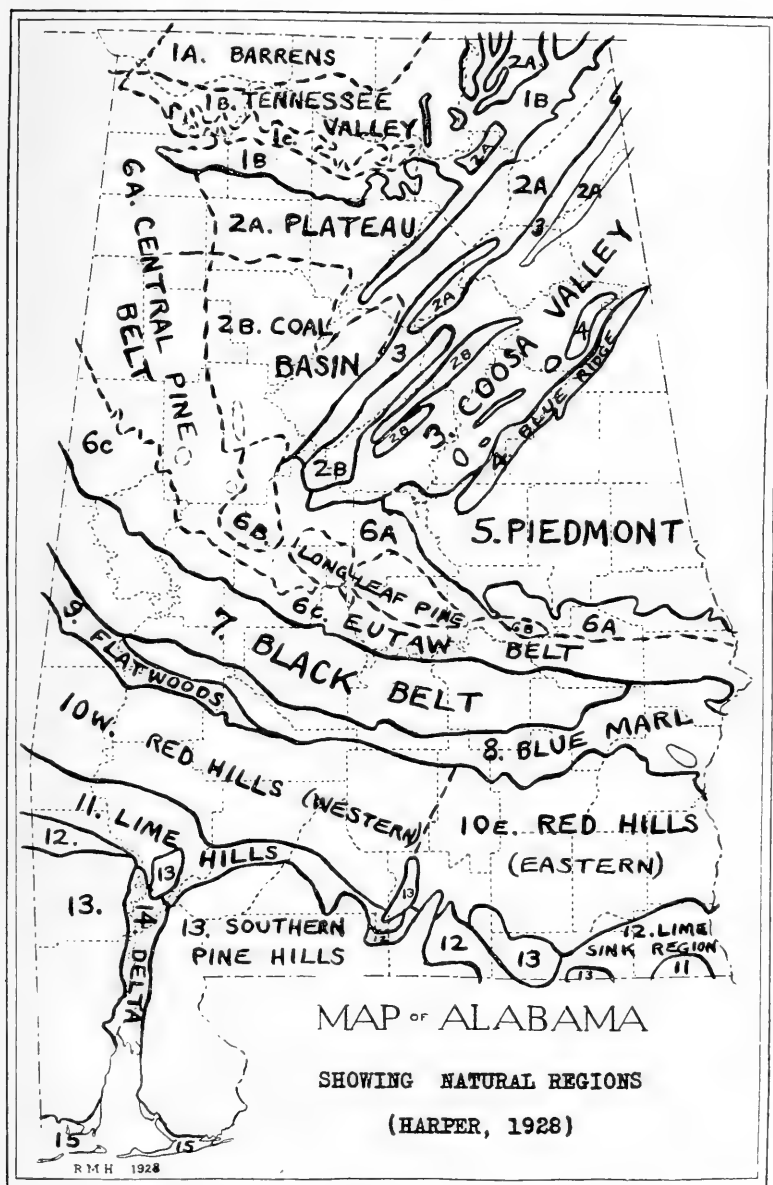 1A. BARRENS
2A.
1B. TENNESSEE
VALLEY
1B
1C.
1B
2A
6A. CENTRAL PINE
BELT
2A. PLATEAU
2A
2A
3
2B. COAL
BASIN
2A
3
2B
3. COOSA VALLEY
4
4. BLUE RIDGE
2B
2B
6C
6B.
6A
5. PIEDMONT
LONG-LEAF PINE
6C. EUTAW
BELT
6B
6A
7. BLACK BELT
9. FLATWOODS
8. BLUE MARL
10W. RED HILLS (WESTERN)
10E. RED HILLS
(EASTERN)
11. LIME
HILLS
12.
13
13.
14. DELTA
13. SOUTHERN
PINE HILLS
13
12
12
13
12. LIME
SINK REGION
13
11
MAP OF ALABAMA
SHOWING NATURAL REGIONS
(HARPER, 1928)
15
15
R M H 1928